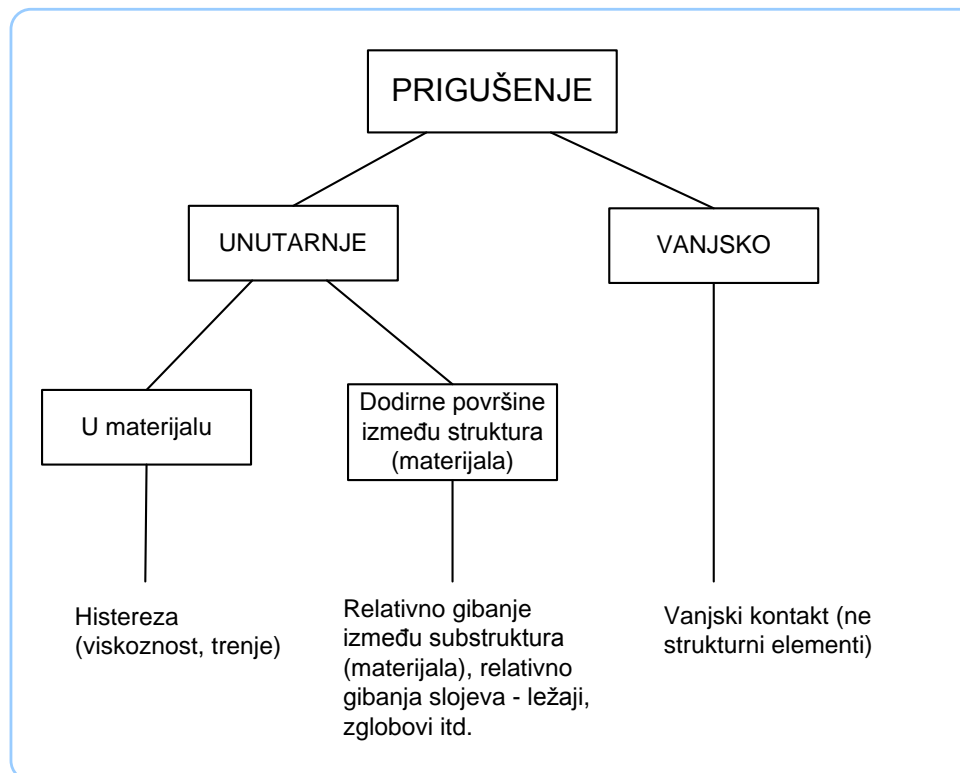 PRIGUŠENJE
UNUTARNJE
VANJSKO
U materijalu
Dodirne površine
između struktura
(materijala)
Histereza
(viskoznost, trenje)
Relativno gibanje
između substruktura
(materijala), relativno
gibanja slojeva - ležaji,
zglobovi itd.
Vanjski kontakt (ne
strukturni elementi)